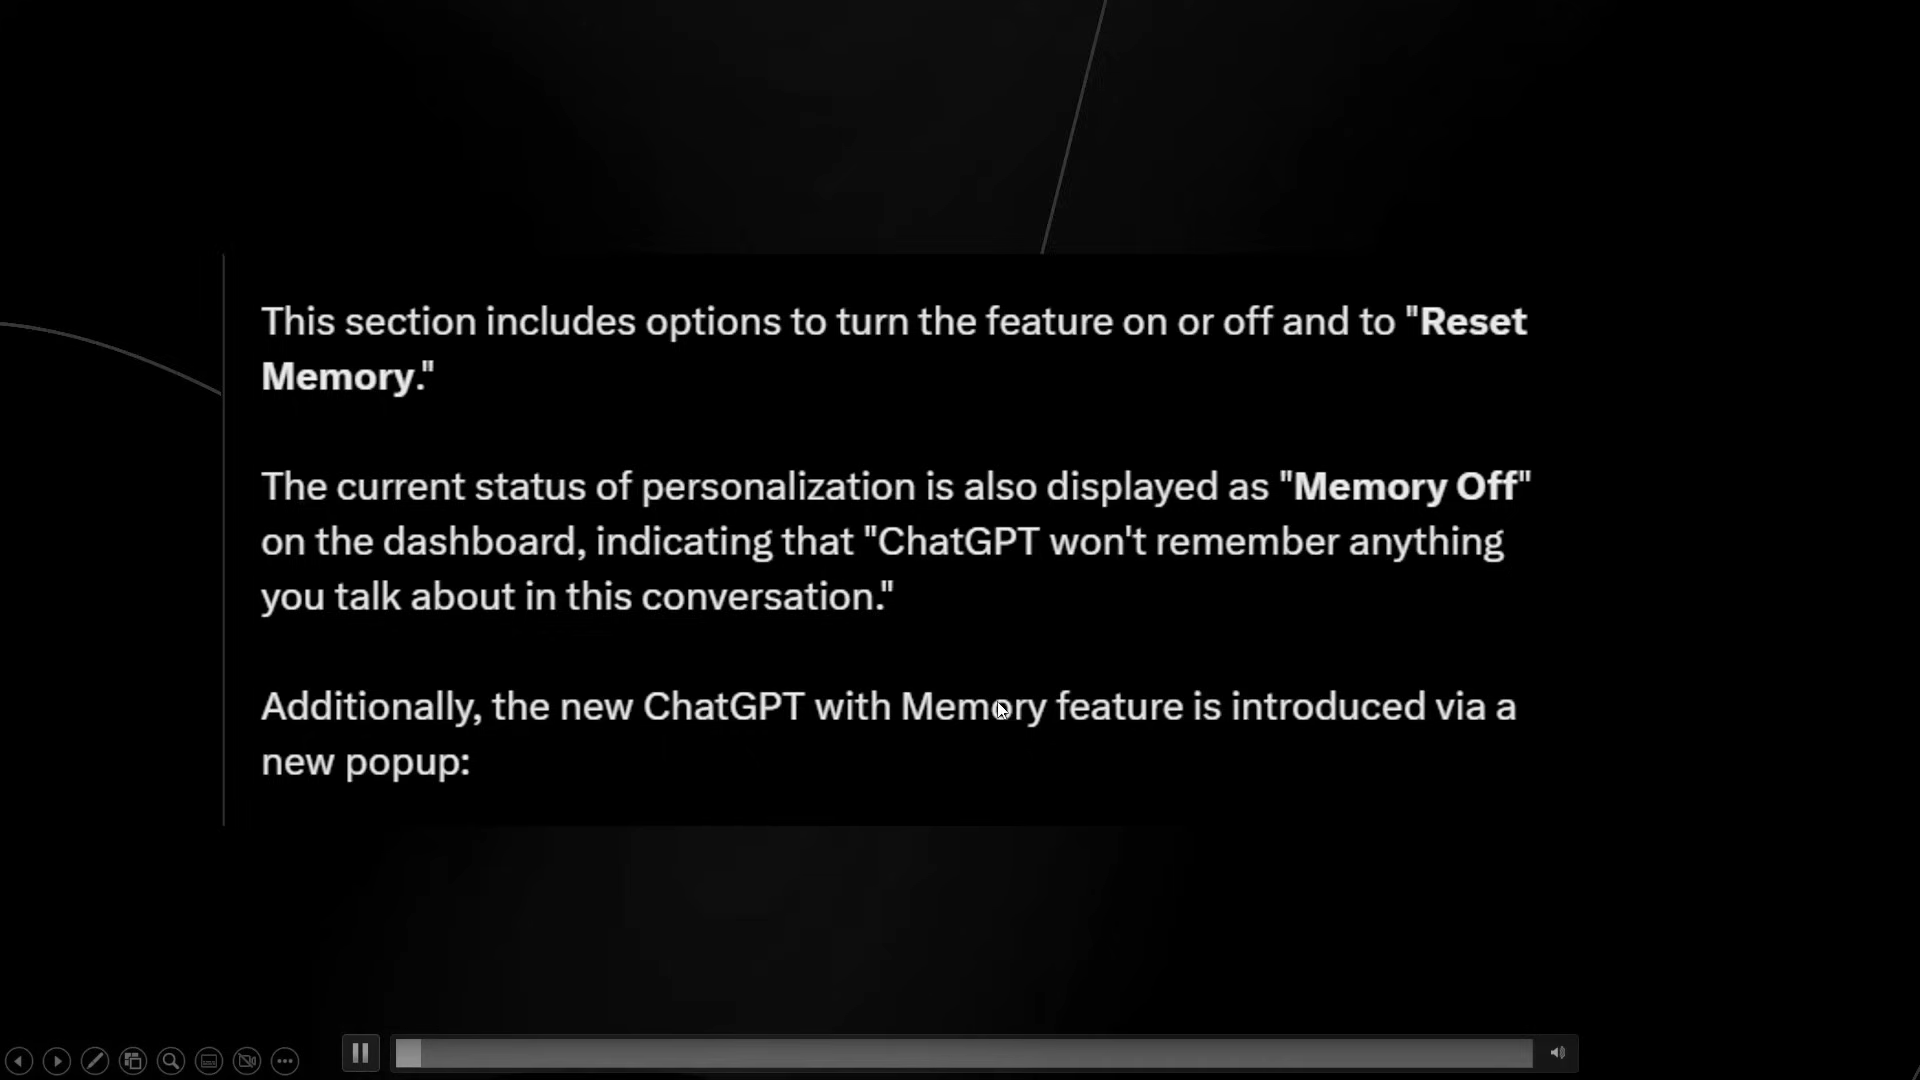 This section includes options to turn the feature on or off and to "Reset
Memory."
The current status of personalization is also displayed as "Memory Off"
on the dashboard, indicating that "ChatGPT won't remember anything
you talk about in this conversation."
Additionally, the new ChatGPT with Memory feature is introduced via a
new popup: